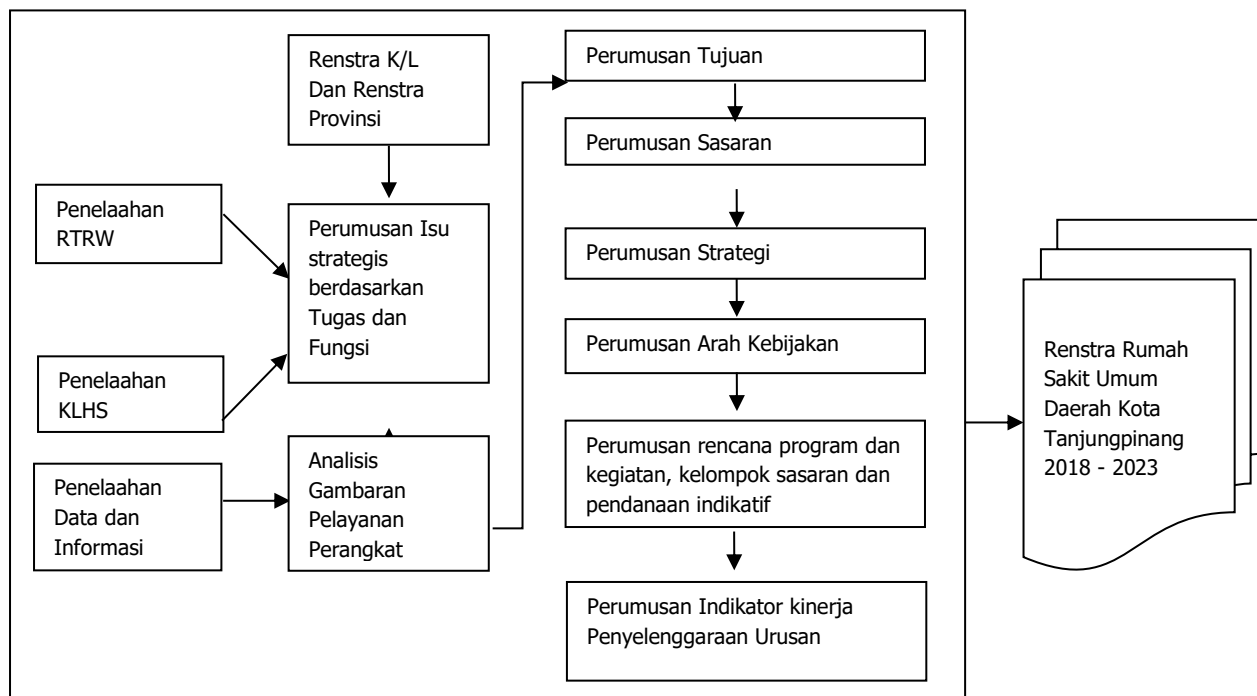 Renstra K/L
Dan Renstra
Provinsi
Penelaahan
RTRW
Perumusan Isu
strategis
berdasarkan
Tugas dan
Fungsi
Penelaahan
KLHS
Penelaahan
Data dan
Informasi
Analisis
Gambaran
Pelayanan
Perangkat
Perumusan Tujuan
Perumusan Sasaran
Perumusan Strategi
Perumusan Arah Kebijakan
Perumusan rencana program dan
kegiatan, kelompok sasaran dan
pendanaan indikatif
Perumusan Indikator kinerja
Penyelenggaraan Urusan
Renstra Rumah
Sakit Umum
Daerah Kota
Tanjungpinang
2018 - 2023